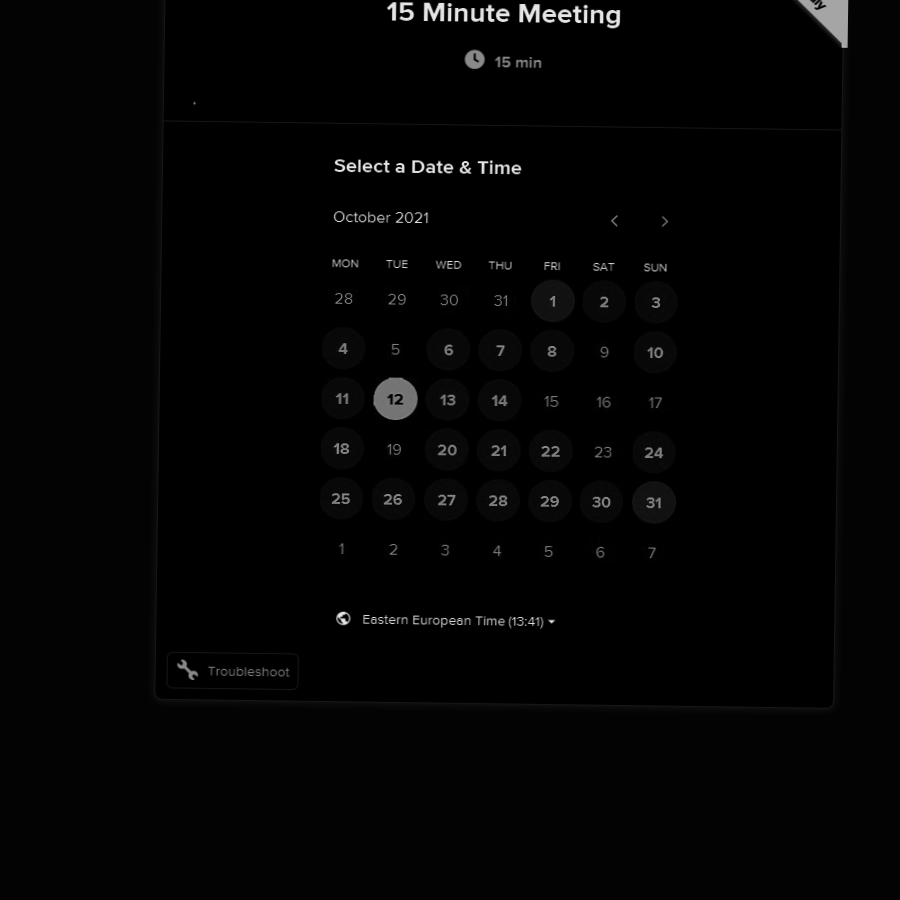 15 Minute Meeting
15 min
Select a Date & Time
October 2021
MON TUE WED THU FRI SAT SUN
28 29 30 31 1 2 3
4 5 6 7 8 9 10
11 12 13 14 15 16 17
18 19 20 21 22 23 24
25 26 27 28 29 30 31
1 2 3 4 5 6 7
Eastern European Time (13:41)
Troubleshoot